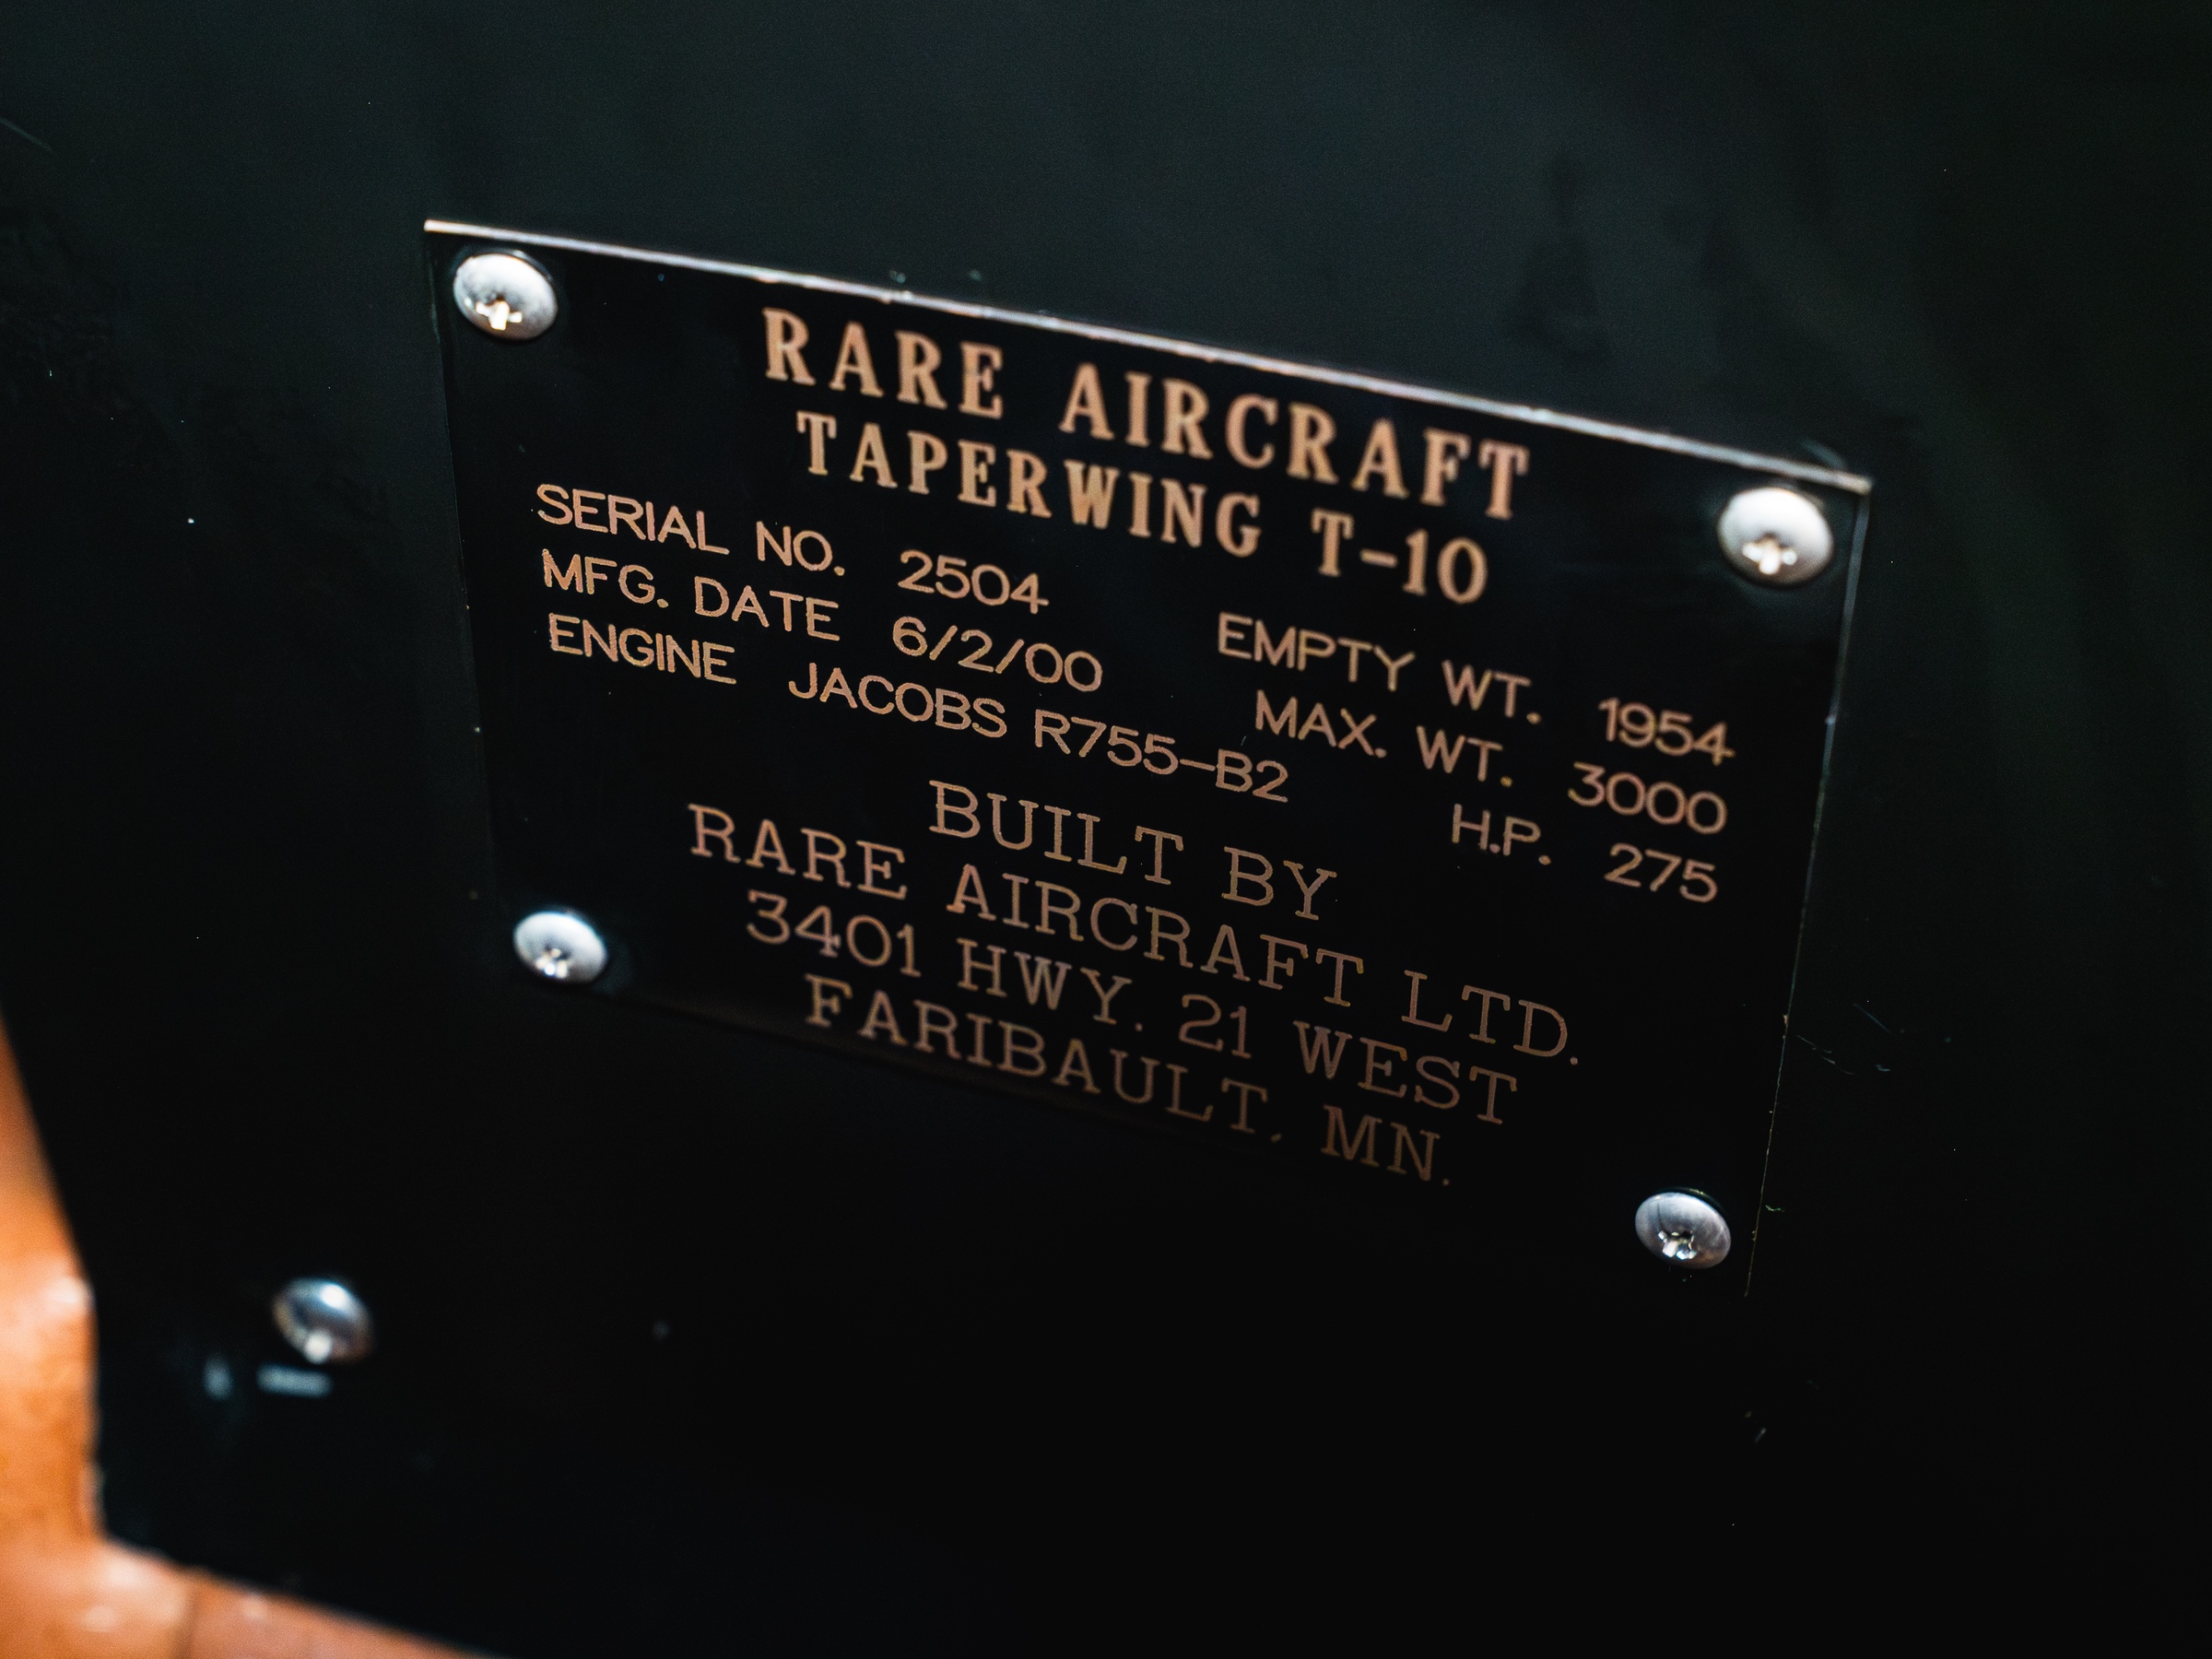 RARE AIRCRAFT
TAPERWING T-10
SERIAL NO. 2504 EMPTY WT. 1954
MFG. DATE 6/2/00 MAX. WT. 3000
ENGINE JACOBS R755-B2 H.P. 275
BUILT BY
RARE AIRCRAFT LTD.
3401 HWY. 21 WEST
FARIBAULT, MN.